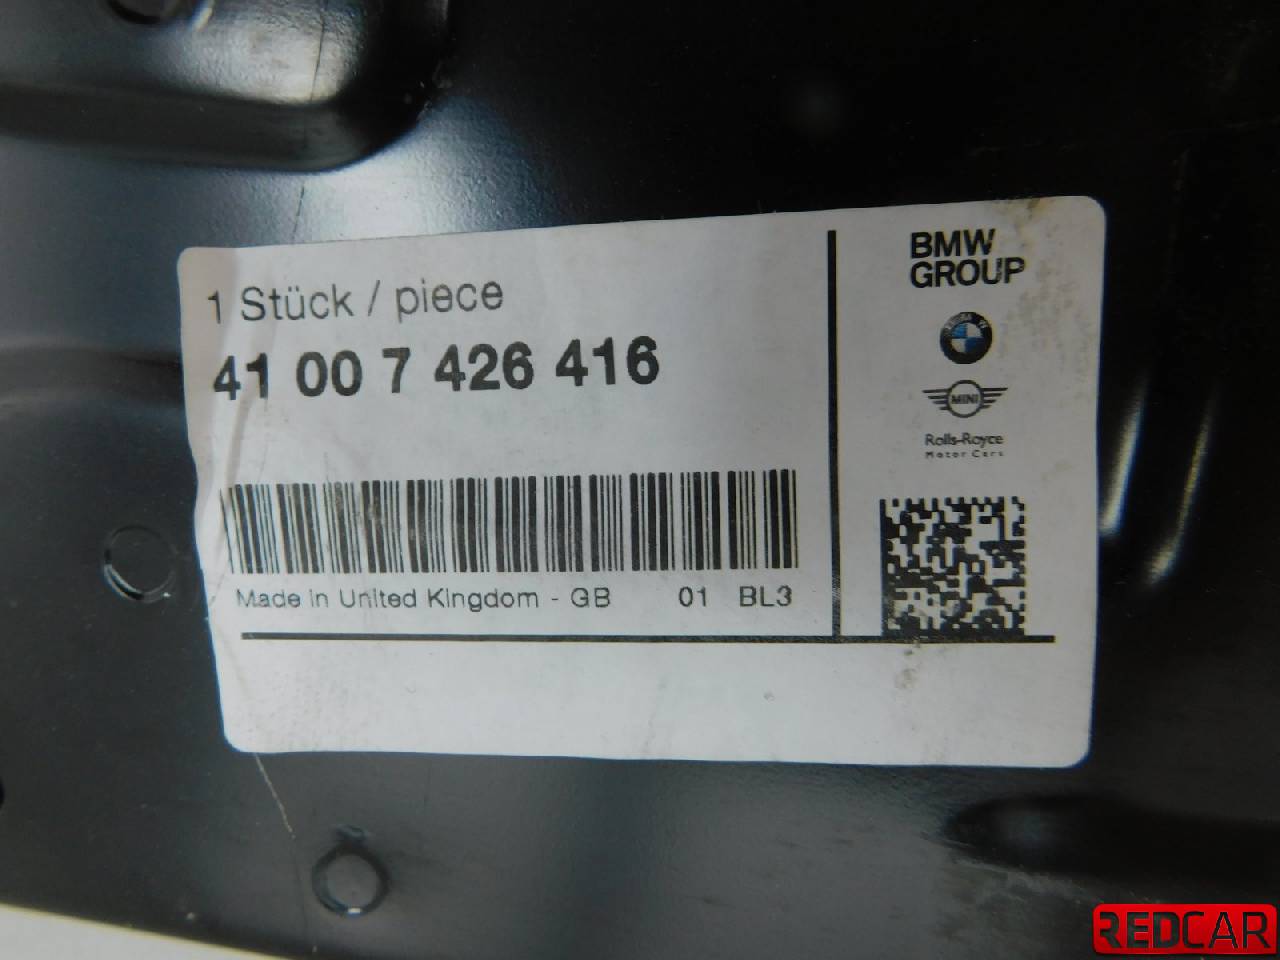 1 Stück / piece
41 00 7 426 416
Made in United Kingdom - GB 01 BL3
BMW
GROUP
MINI
Rolls-Royce
Motor Cars
REDCAR